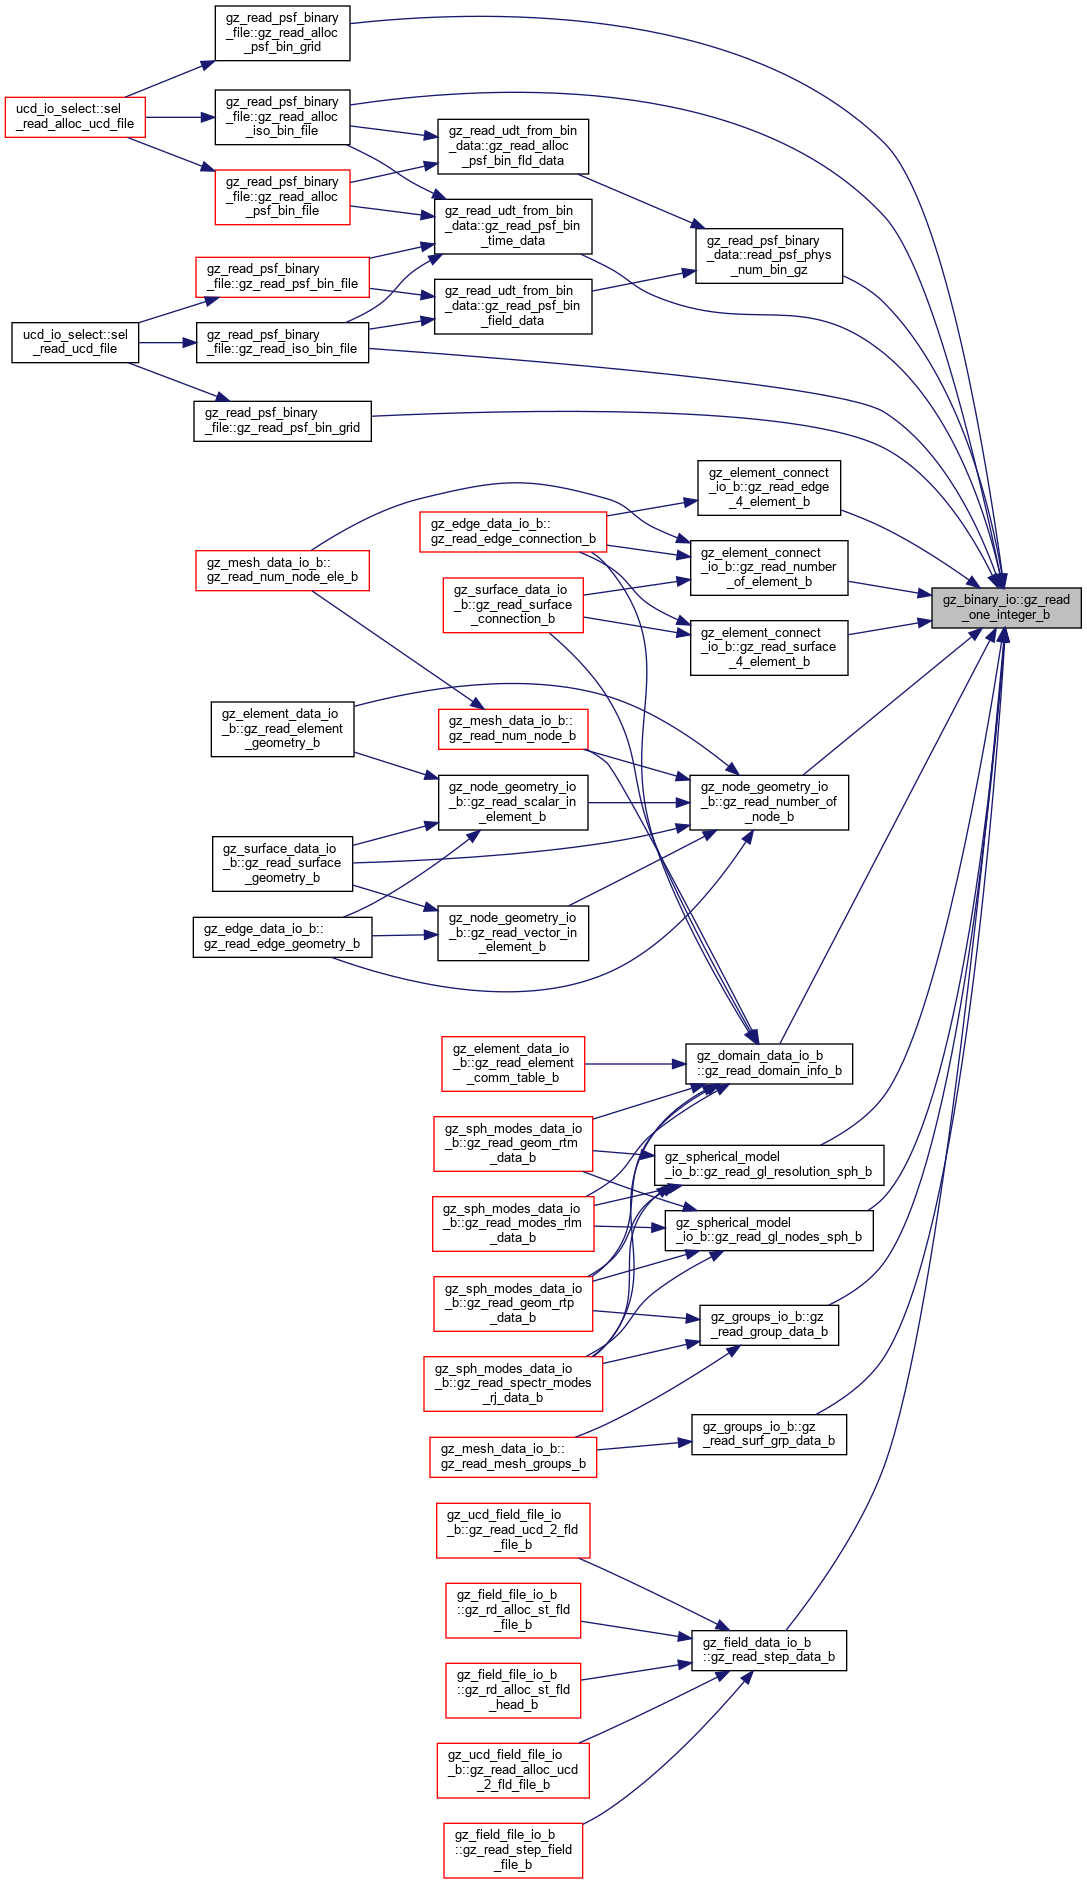 gz_read_psf_binary
_file::gz_read_alloc
_psf_bin_grid
ucd_io_select::sel
_read_alloc_ucd_file
gz_read_psf_binary
_file::gz_read_alloc
_iso_bin_file
gz_read_udt_from_bin
_data::gz_read_alloc
_psf_bin_fld_data
gz_read_psf_binary
_file::gz_read_alloc
_psf_bin_file
gz_read_udt_from_bin
_data::gz_read_psf_bin
_time_data
gz_read_psf_binary
_data::read_psf_phys
_num_bin_gz
gz_read_psf_binary
_file::gz_read_psf_bin_file
gz_read_udt_from_bin
_data::gz_read_psf_bin
_field_data
ucd_io_select::sel
_read_ucd_file
gz_read_psf_binary
_file::gz_read_iso_bin_file
gz_read_psf_binary
_file::gz_read_psf_bin_grid
gz_element_connect
_io_b::gz_read_edge
_4_element_b
gz_edge_data_io_b::
gz_read_edge_connection_b
gz_mesh_data_io_b::
gz_read_num_node_ele_b
gz_element_connect
_io_b::gz_read_number
_of_element_b
gz_surface_data_io
_b::gz_read_surface
_connection_b
gz_binary_io::gz_read
_one_integer_b
gz_element_connect
_io_b::gz_read_surface
_4_element_b
gz_element_data_io
_b::gz_read_element
_geometry_b
gz_mesh_data_io_b::
gz_read_num_node_b
gz_node_geometry_io
_b::gz_read_scalar_in
_element_b
gz_node_geometry_io
_b::gz_read_number_of
_node_b
gz_surface_data_io
_b::gz_read_surface
_geometry_b
gz_edge_data_io_b::
gz_read_edge_geometry_b
gz_node_geometry_io
_b::gz_read_vector_in
_element_b
gz_element_data_io
_b::gz_read_element
_comm_table_b
gz_domain_data_io_b
::gz_read_domain_info_b
gz_sph_modes_data_io
_b::gz_read_geom_rtm
_data_b
gz_spherical_model
_io_b::gz_read_gl_resolution_sph_b
gz_sph_modes_data_io
_b::gz_read_modes_rlm
_data_b
gz_spherical_model
_io_b::gz_read_gl_nodes_sph_b
gz_sph_modes_data_io
_b::gz_read_geom_rtp
_data_b
gz_groups_io_b::gz
_read_group_data_b
gz_sph_modes_data_io
_b::gz_read_spectr_modes
_rj_data_b
gz_groups_io_b::gz
_read_surf_grp_data_b
gz_mesh_data_io_b::
gz_read_mesh_groups_b
gz_ucd_field_file_io
_b::gz_read_ucd_2_fld
_file_b
gz_field_file_io_b
::gz_rd_alloc_st_fld
_file_b
gz_field_data_io_b
::gz_read_step_data_b
gz_field_file_io_b
::gz_rd_alloc_st_fld
_head_b
gz_ucd_field_file_io
_b::gz_read_alloc_ucd
_2_fld_file_b
gz_field_file_io_b
::gz_read_step_field
_file_b